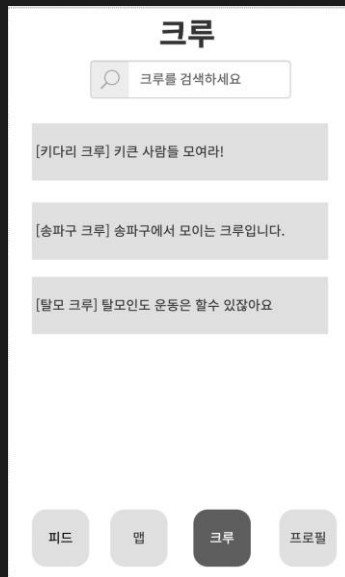 크루
크루를 검색하세요
[키다리 크루] 키큰 사람들 모여라!
[송파구 크루] 송파구에서 모이는 크루입니다.
[탈모 크루] 탈모인도 운동은 할수 있잖아요
피드 맵 크루 프로필